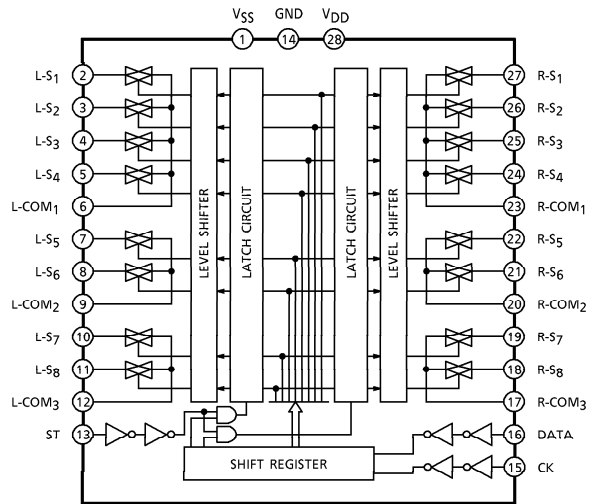 VSS GND VDD
1 14 28
L-S1 2 27 R-S1
L-S2 3 26 R-S2
L-S3 4 25 R-S3
L-S4 5 24 R-S4
L-COM1 6 23 R-COM1
L-S5 7 22 R-S5
L-S6 8 21 R-S6
L-COM2 9 20 R-COM2
L-S7 10 19 R-S7
L-S8 11 18 R-S8
L-COM3 12 17 R-COM3
LEVEL SHIFTER
LATCH CIRCUIT
LATCH CIRCUIT
LEVEL SHIFTER
ST 13 16 DATA
SHIFT REGISTER
15 CK